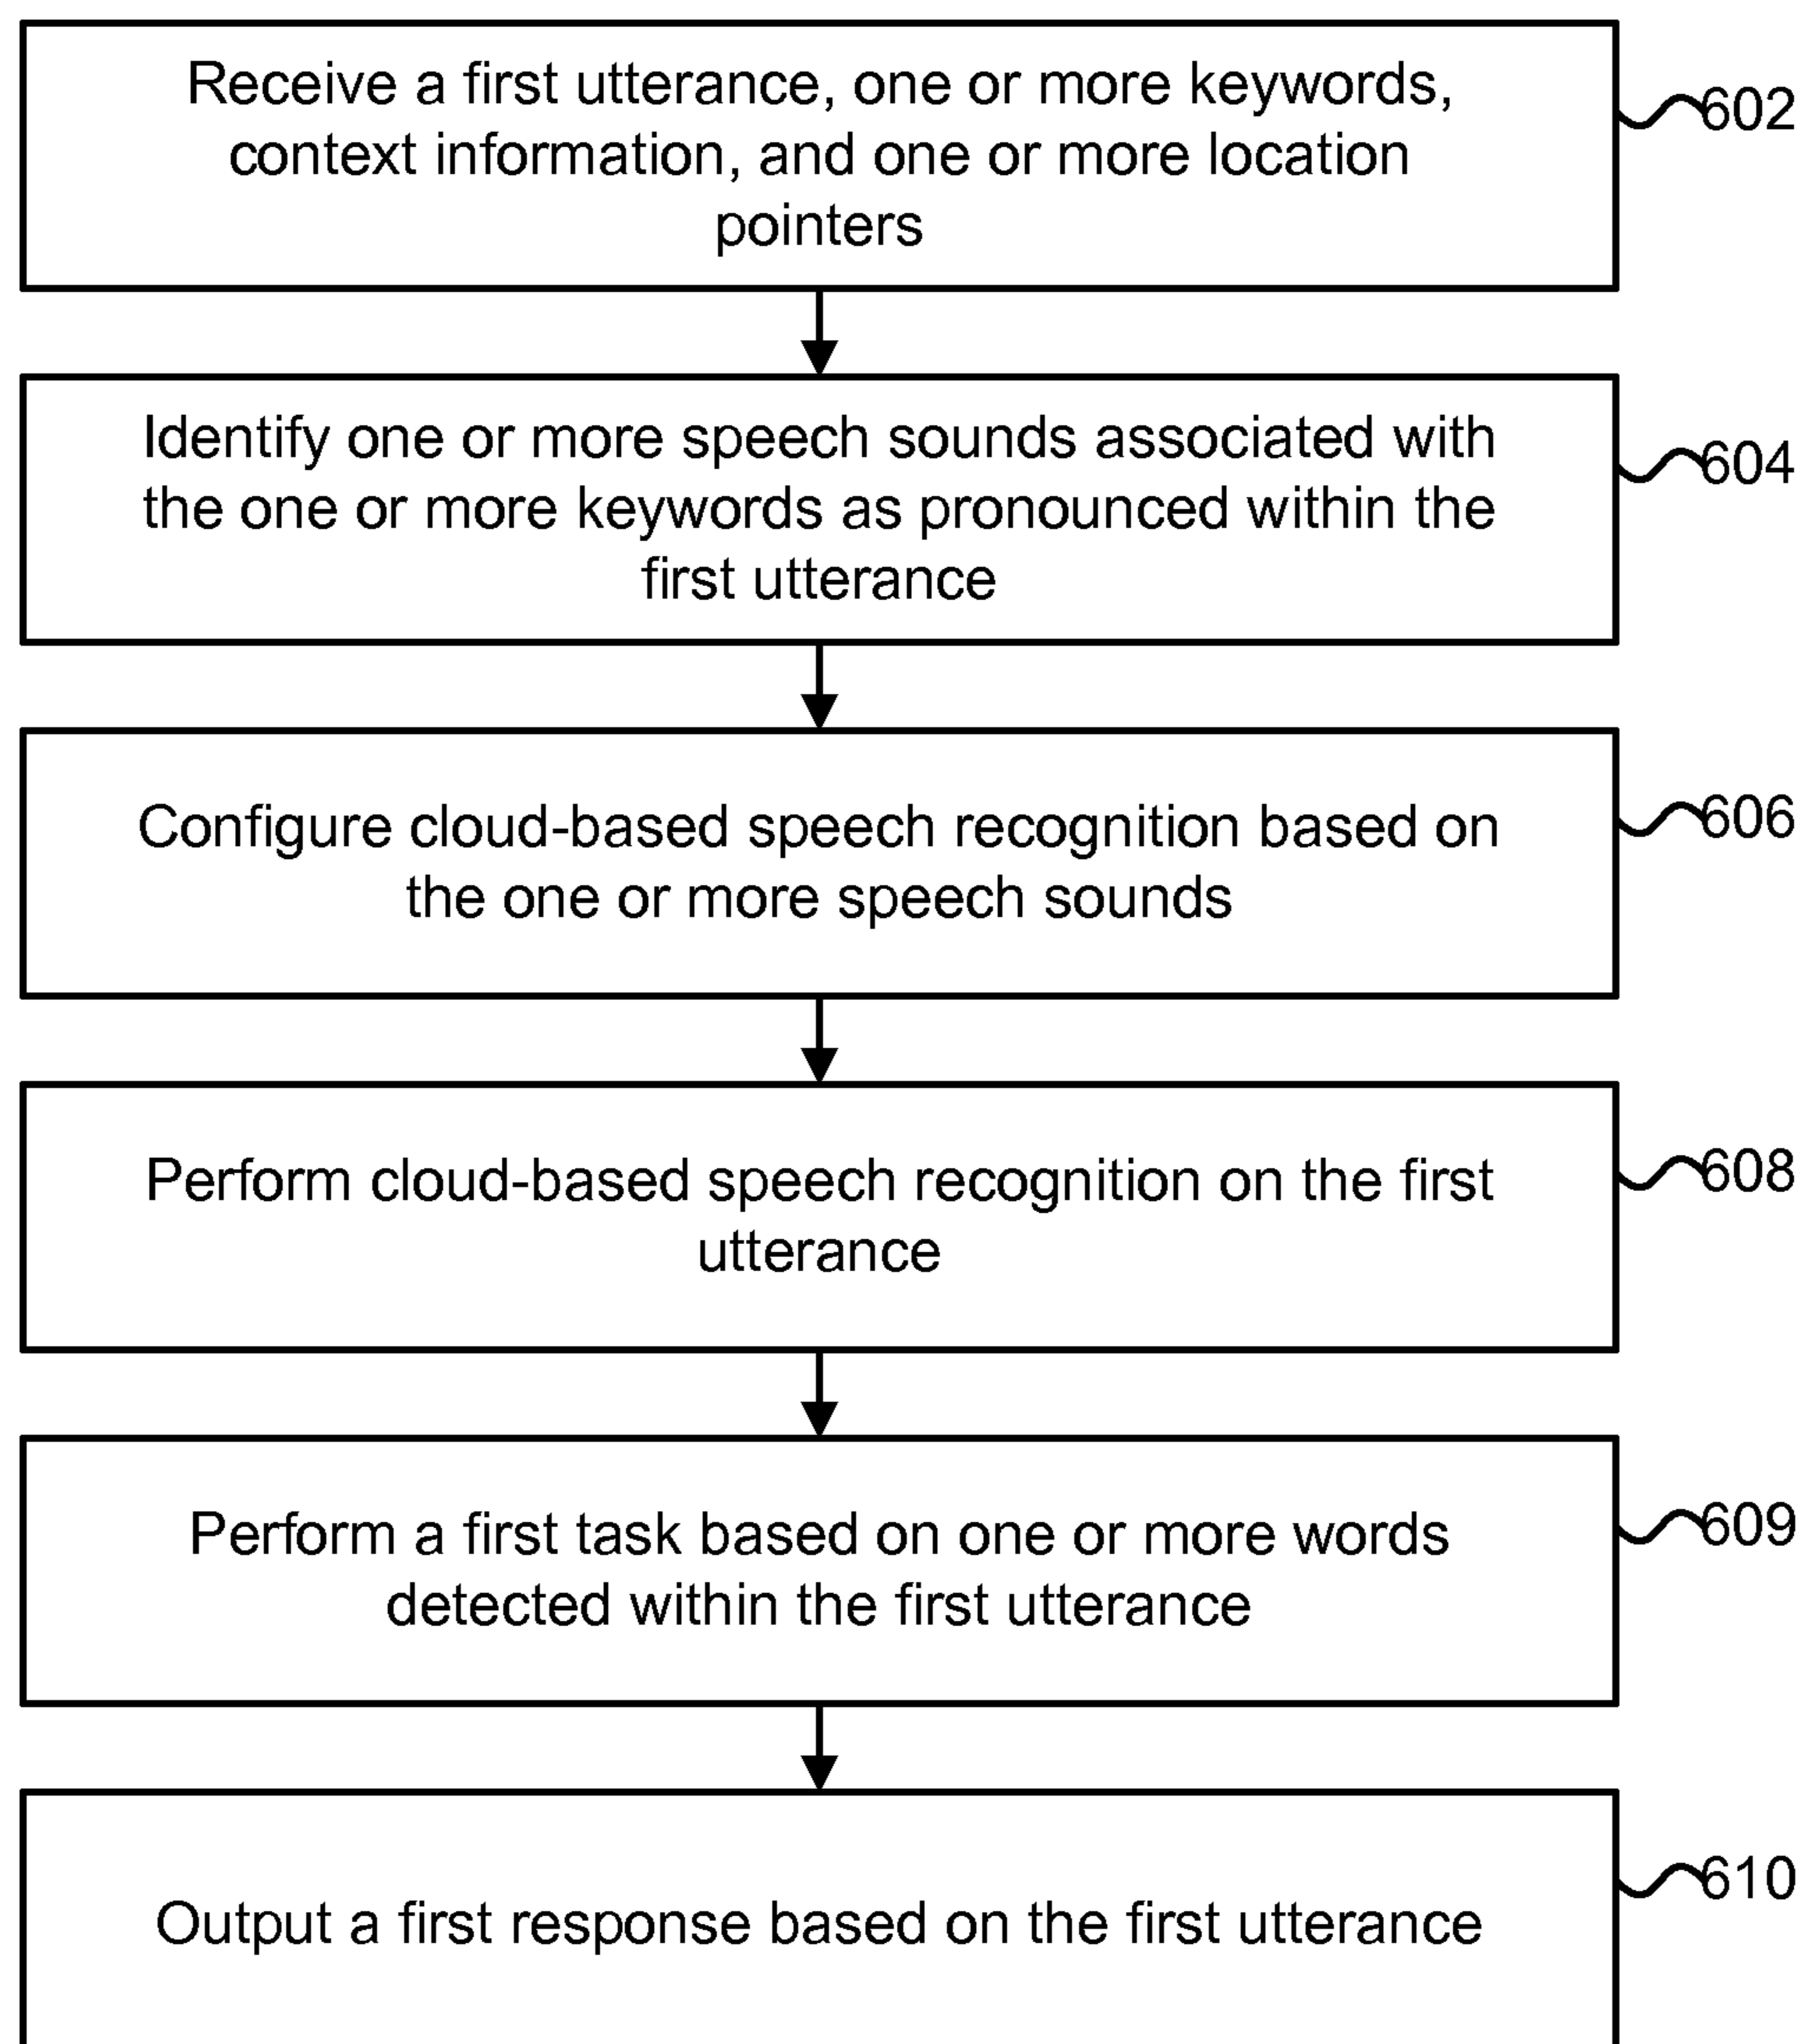 Receive a first utterance, one or more keywords,
context information, and one or more location
pointers
602
Identify one or more speech sounds associated with
the one or more keywords as pronounced within the
first utterance
604
Configure cloud-based speech recognition based on
the one or more speech sounds
606
Perform cloud-based speech recognition on the first
utterance
608
Perform a first task based on one or more words
detected within the first utterance
609
Output a first response based on the first utterance
610